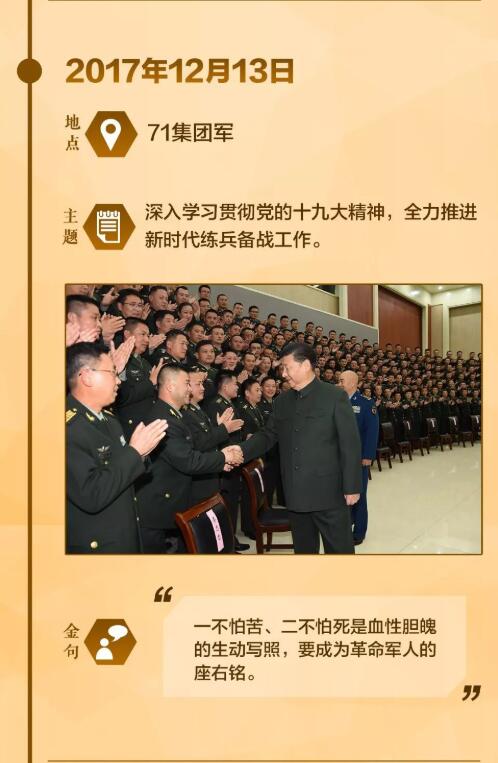 2017年12月13日
地点
71集团军
主题
深入学习贯彻党的十九大精神，全力推进
新时代练兵备战工作。
金句
“
一不怕苦、二不怕死是血性胆魄
的生动写照，要成为革命军人的
座右铭。
”